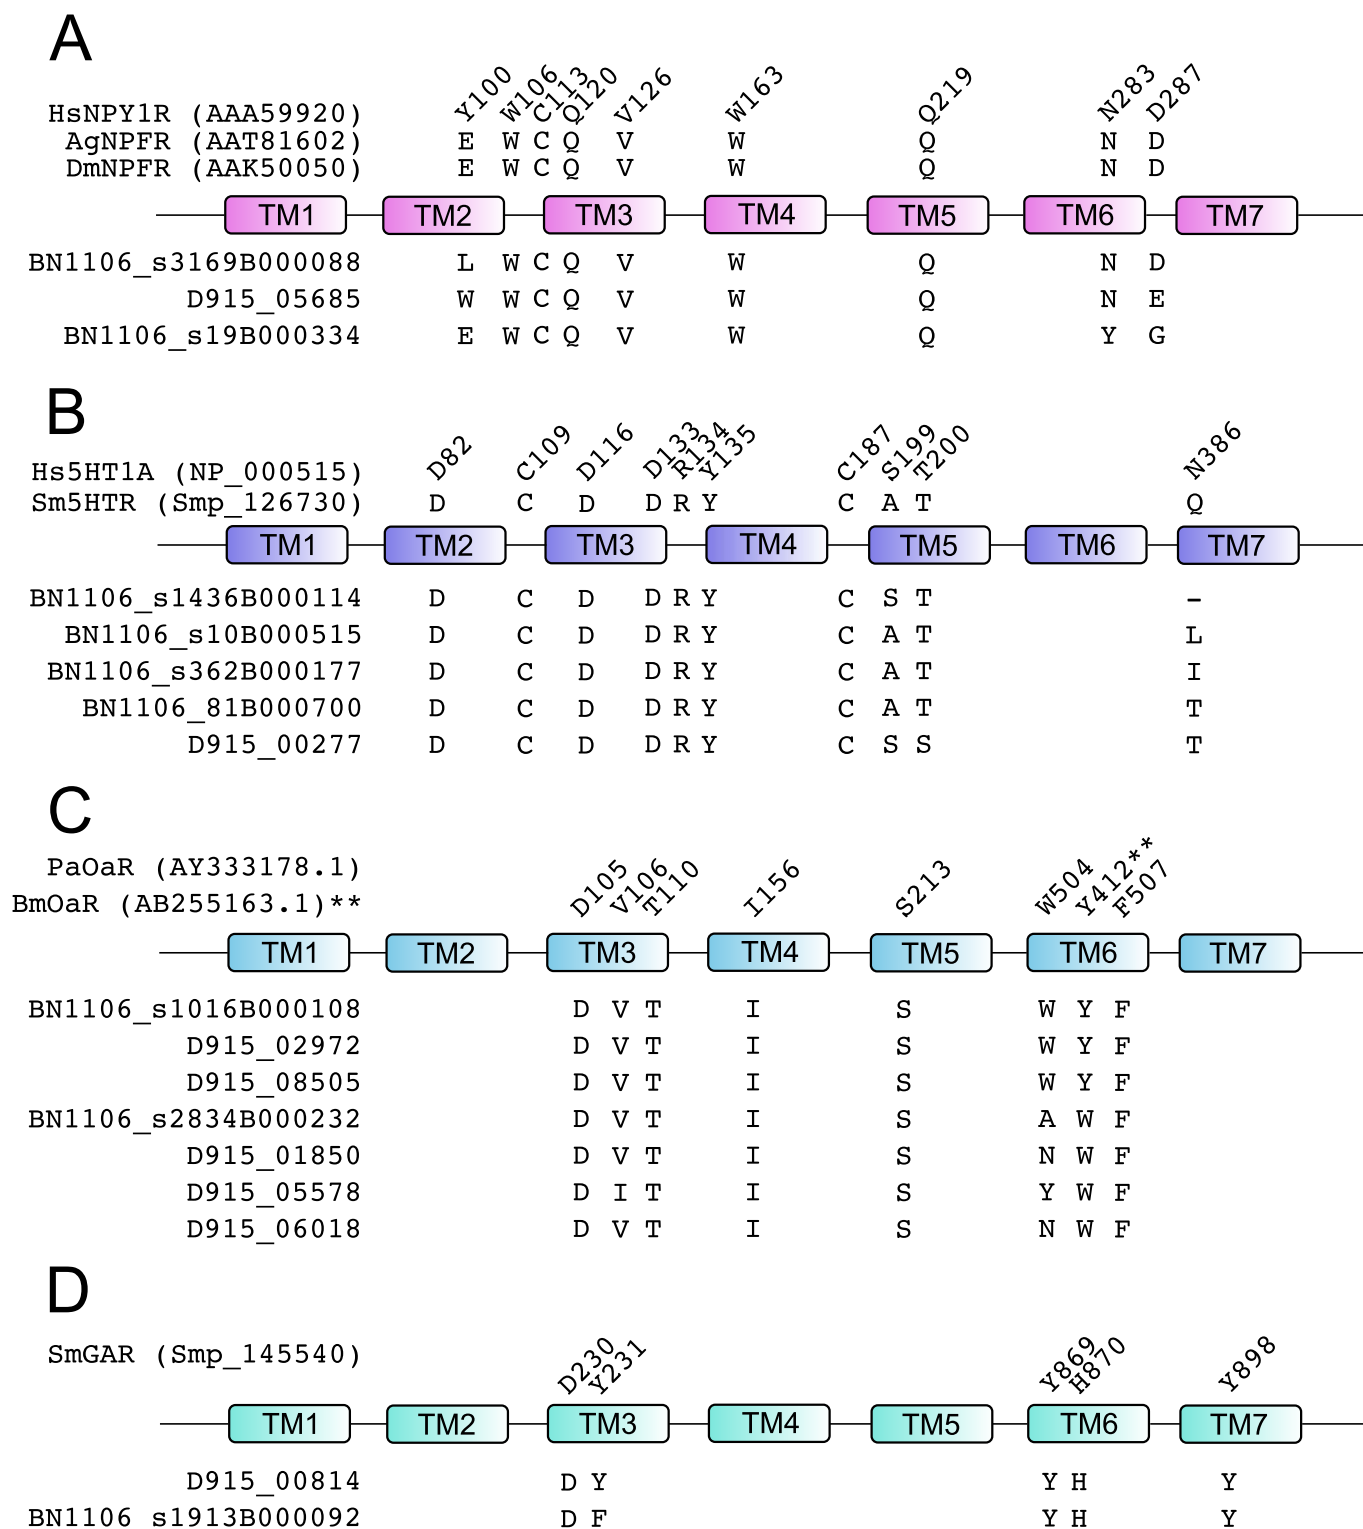 A
Y100 W106 C113 Q120 V126 W163 Q219 N283 D287
HsNPY1R (AAA59920)
AgNPFR (AAT81602) E W C Q V W Q N D
DmNPFR (AAK50050) E W C Q V W Q N D
TM1 TM2 TM3 TM4 TM5 TM6 TM7
BN1106_s3169B000088 L W C Q V W Q N D
D915_05685 W W C Q V W Q N E
BN1106_s19B000334 E W C Q V W Q Y G
B
D82 C109 D116 D133 R134 Y135 C187 S199 T200 N386
Hs5HT1A (NP_000515)
Sm5HTR (Smp_126730) D C D D R Y C A T Q
TM1 TM2 TM3 TM4 TM5 TM6 TM7
BN1106_s1436B000114 D C D D R Y C S T –
BN1106_s10B000515 D C D D R Y C A T L
BN1106_s362B000177 D C D D R Y C A T I
BN1106_81B000700 D C D D R Y C A T T
D915_00277 D C D D R Y C S S T
C
PaOaR (AY333178.1)
BmOaR (AB255163.1)**
D105 V106 T110 I156 S213 W504 Y412** F507
TM1 TM2 TM3 TM4 TM5 TM6 TM7
BN1106_s1016B000108 D V T I S W Y F
D915_02972 D V T I S W Y F
D915_08505 D V T I S W Y F
BN1106_s2834B000232 D V T I S A W F
D915_01850 D V T I S N W F
D915_05578 D I T I S Y W F
D915_06018 D V T I S N W F
D
SmGAR (Smp_145540) D230 Y231 Y869 H870 Y898
TM1 TM2 TM3 TM4 TM5 TM6 TM7
D915_00814 D Y Y H Y
BN1106_s1913B000092 D F Y H Y